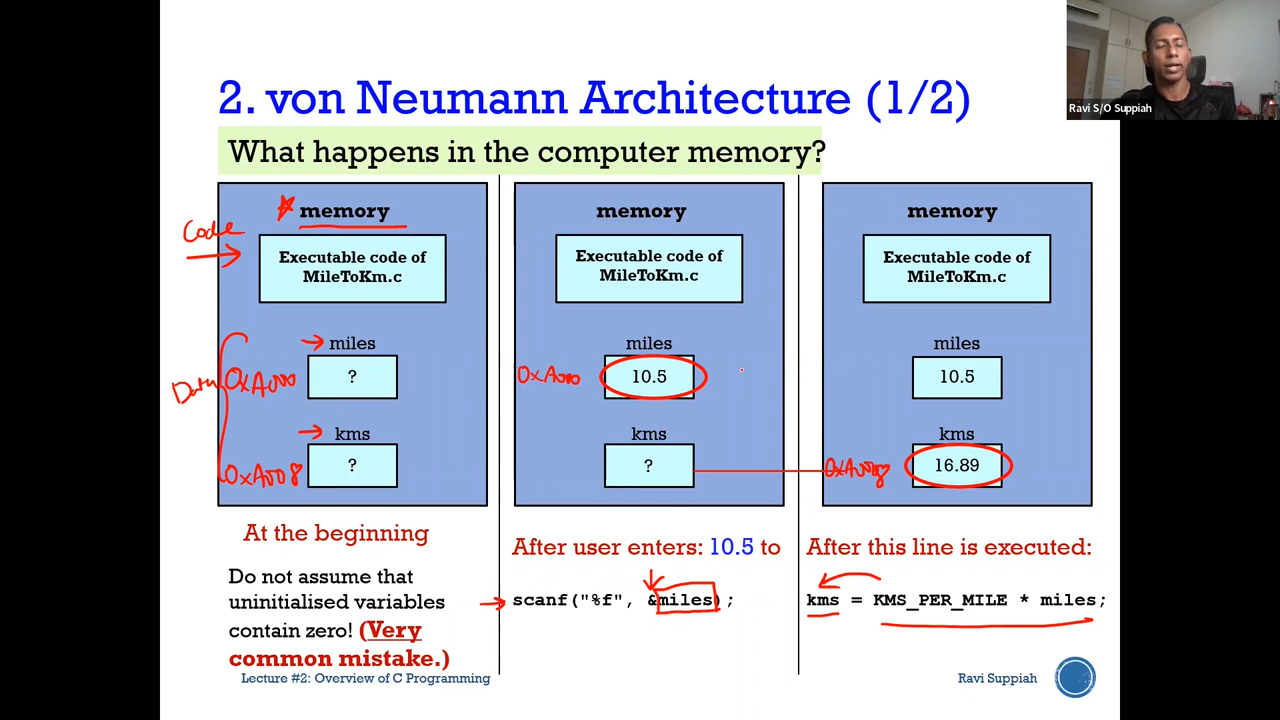 Ravi S/O Suppiah
2. von Neumann Architecture (1/2)
What happens in the computer memory?
Code
memory
Executable code of
MileToKm.c
miles
0xA000
?
Data
kms
0xA008
?
At the beginning
Do not assume that
uninitialised variables
contain zero! (Very
common mistake.)
memory
Executable code of
MileToKm.c
miles
0xA000
10.5
kms
?
After user enters: 10.5 to
scanf("%f", &miles);
memory
Executable code of
MileToKm.c
miles
10.5
kms
0xA008
16.89
After this line is executed:
kms = KMS_PER_MILE * miles;
Lecture #2: Overview of C Programming
Ravi Suppiah